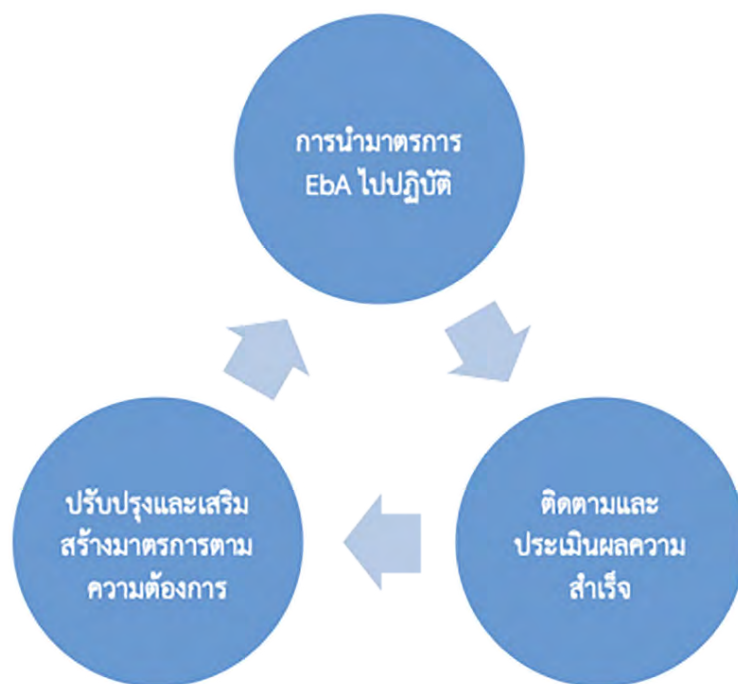 การนำมาตรการ
EbA ไปปฏิบัติ
ติดตามและ
ประเมินผลความ
สำเร็จ
ปรับปรุงและเสริม
สร้างมาตรการตาม
ความต้องการ